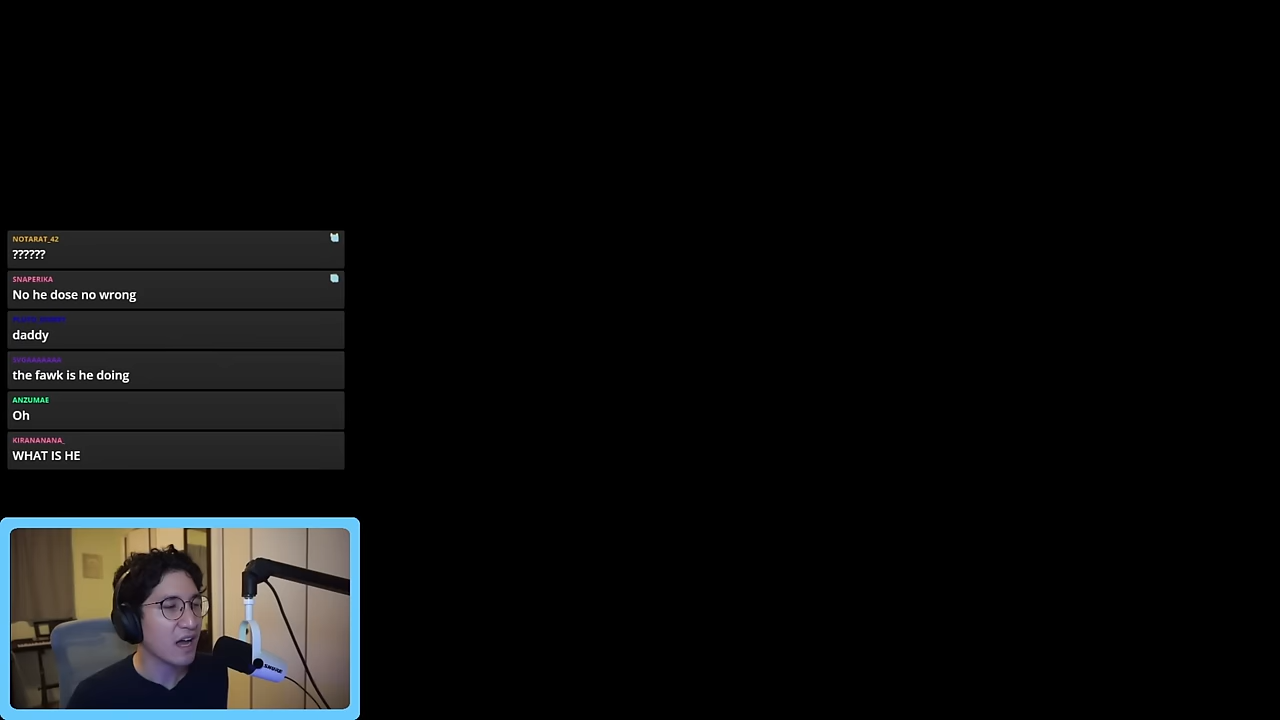 NOTARAT_42
??????
SNAPERIKA
No he dose no wrong
daddy
the fawk is he doing
ANZUMAE
Oh
KIRANANANA_
WHAT IS HE
SHURE